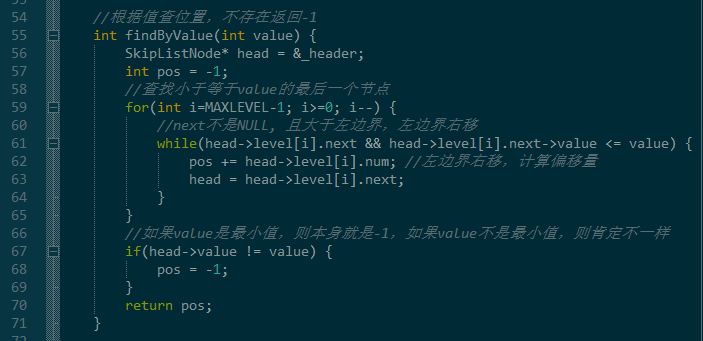 54 //根据值查位置，不存在返回-1
55 int findByValue(int value) {
56 SkipListNode* head = &_header;
57 int pos = -1;
58 //查找小于等于value的最后一个节点
59 for(int i=MAXLEVEL-1; i>=0; i--) {
60 //next不是NULL, 且大于左边界，左边界右移
61 while(head->level[i].next && head->level[i].next->value <= value) {
62 pos += head->level[i].num; //左边界右移，计算偏移量
63 head = head->level[i].next;
64 }
65 }
66 //如果value是最小值，则本身就是-1，如果value不是最小值，则肯定不一样
67 if(head->value != value) {
68 pos = -1;
69 }
70 return pos;
71 }